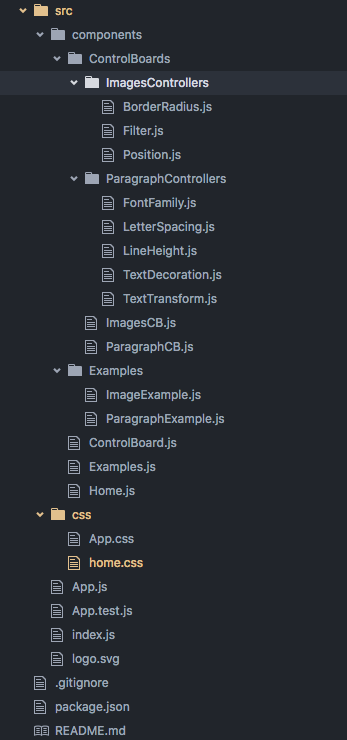 src
components
ControlBoards
ImagesControllers
BorderRadius.js
Filter.js
Position.js
ParagraphControllers
FontFamily.js
LetterSpacing.js
LineHeight.js
TextDecoration.js
TextTransform.js
ImagesCB.js
ParagraphCB.js
Examples
ImageExample.js
ParagraphExample.js
ControlBoard.js
Examples.js
Home.js
css
App.css
home.css
App.js
App.test.js
index.js
logo.svg
.gitignore
package.json
README.md